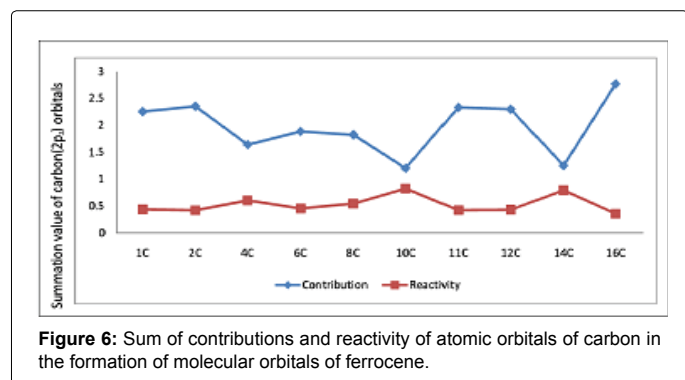 3
2.5
2
1.5
1
0.5
0
Summation value of carbon(2pz) orbitals
1C 2C 4C 6C 8C 10C 11C 12C 14C 16C
Contribution Reactivity
Figure 6: Sum of contributions and reactivity of atomic orbitals of carbon in
the formation of molecular orbitals of ferrocene.